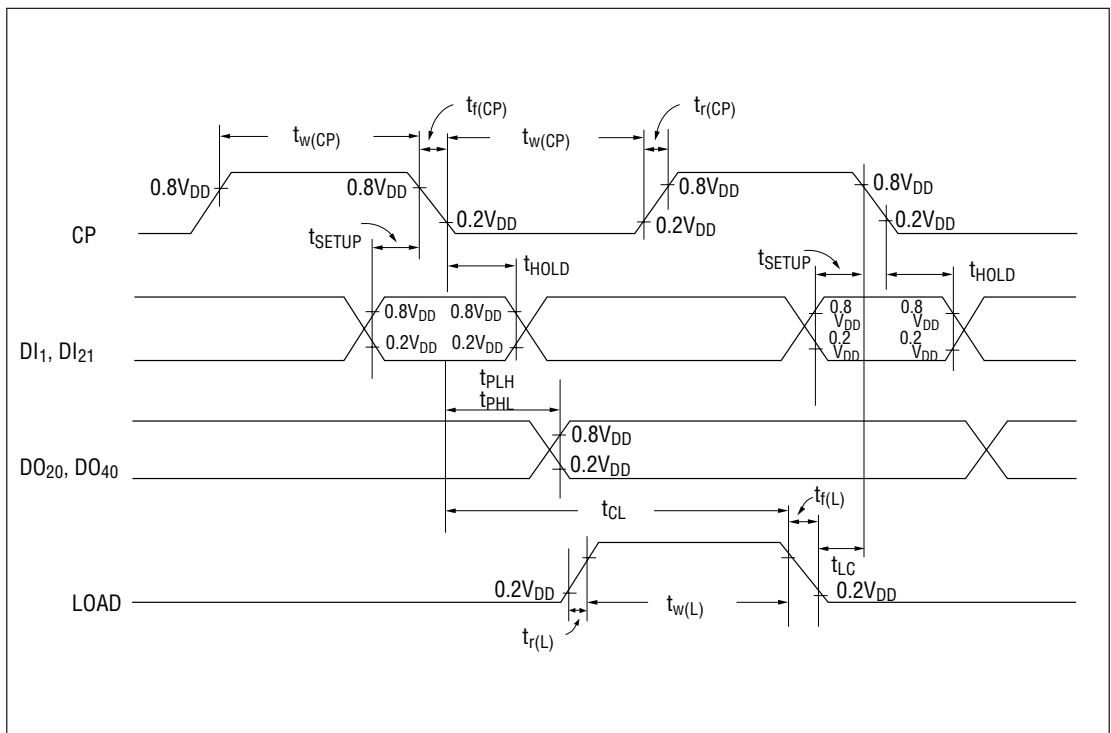 tf(CP)
tr(CP)
tw(CP)
tw(CP)
0.8VDD
0.8VDD
0.8VDD
0.8VDD
CP
0.2VDD
0.2VDD
0.2VDD
tSETUP
tHOLD
tSETUP
tHOLD
0.8VDD
0.8VDD
0.8
VDD
0.8
VDD
DI1, DI21
0.2VDD
0.2VDD
0.2
VDD
0.2
VDD
tPLH
tPHL
0.8VDD
DO20, DO40
0.2VDD
tCL
tf(L)
tLC
LOAD
0.2VDD
tw(L)
0.2VDD
tr(L)